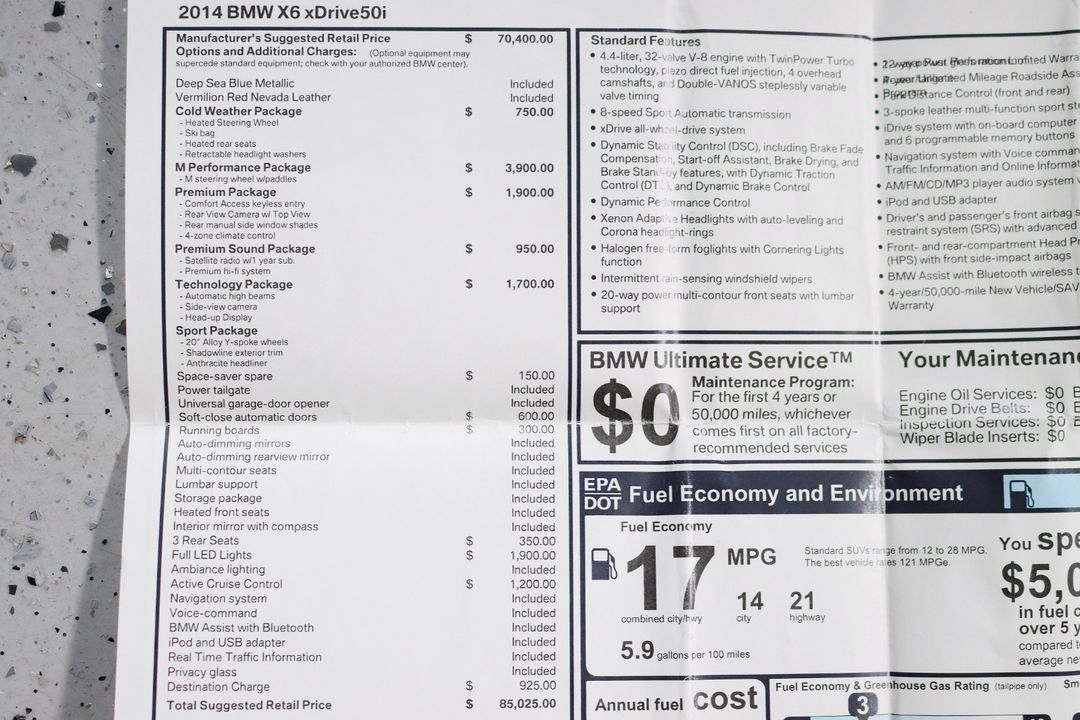 2014 BMW X6 xDrive50i
Manufacturer's Suggested Retail Price $ 70,400.00
Options and Additional Charges: (Optional equipment may
supercede standard equipment; check with your authorized BMW center).
Deep Sea Blue Metallic Included
Vermilion Red Nevada Leather Included
Cold Weather Package $ 750.00
- Heated Steering Wheel
- Ski bag
- Heated rear seats
- Retractable headlight washers
M Performance Package $ 3,900.00
- M steering wheel w/paddles
Premium Package $ 1,900.00
- Comfort Access keyless entry
- Rear View Camera w/ Top View
- Rear manual side window shades
- 4-zone climate control
Premium Sound Package $ 950.00
- Satellite radio w/1 year sub.
- Premium hi-fi system
Technology Package $ 1,700.00
- Automatic high beams
- Side-view camera
- Head-up Display
Sport Package
- 20" Alloy Y-spoke wheels
- Shadowline exterior trim
- Anthracite headliner
Space-saver spare $ 150.00
Power tailgate Included
Universal garage-door opener Included
Soft-close automatic doors $ 600.00
Running boards $ 300.00
Auto-dimming mirrors Included
Auto-dimming rearview mirror Included
Multi-contour seats Included
Lumbar support Included
Storage package Included
Heated front seats Included
Interior mirror with compass Included
3 Rear Seats $ 350.00
Full LED Lights $ 1,900.00
Ambiance lighting Included
Active Cruise Control $ 1,200.00
Navigation system Included
Voice-command Included
BMW Assist with Bluetooth Included
iPod and USB adapter Included
Real Time Traffic Information Included
Privacy glass Included
Destination Charge $ 925.00
Total Suggested Retail Price $ 85,025.00
Standard Features
• 4.4-liter, 32-valve V-8 engine with TwinPower Turbo
technology, piezo direct fuel injection, 4 overhead
camshafts, and Double-VANOS steplessly variable
valve timing
• 8-speed Sport Automatic transmission
• xDrive all-wheel-drive system
• Dynamic Stability Control (DSC), including Brake Fade
Compensation, Start-off Assistant, Brake Drying, and
Brake Stand-by features, with Dynamic Traction
Control (DTC), and Dynamic Brake Control
• Dynamic Performance Control
• Xenon Adaptive Headlights with auto-leveling and
Corona headlight-rings
• Halogen free-form foglights with Cornering Lights
function
• Intermittent rain-sensing windshield wipers
• 20-way power multi-contour front seats with lumbar
support
Mileage Roadside Ass
Distance Control (front and rear)
• 3-spoke leather multi-function sport st
• iDrive system with on-board computer
and 6 programmable memory buttons
• Navigation system with Voice comman
Traffic Information and Online Informat
• AM/FM/CD/MP3 player audio system
• iPod and USB adapter
• Driver's and passenger's front airbag s
restraint system (SRS) with advanced
• Front- and rear-compartment Head Pr
(HPS) with front side-impact airbags
• BMW Assist with Bluetooth wireless t
• 4-year/50,000-mile New Vehicle/SAV
Warranty
BMW Ultimate Service™
$0
Maintenance Program:
For the first 4 years or
50,000 miles, whichever
comes first on all factory-
recommended services
Your Maintenanc
Engine Oil Services: $0 E
Engine Drive Belts: $0 E
Inspection Services: $0 E
Wiper Blade Inserts: $0
EPA
DOT
Fuel Economy and Environment
Fuel Economy
17 MPG
combined city/hwy
14
city
21
highway
Standard SUVs range from 12 to 28 MPG.
The best vehicle rates 121 MPGe.
5.9 gallons per 100 miles
You spe
$5,0
in fuel c
over 5 y
compared t
average ne
Annual fuel cost
Fuel Economy & Greenhouse Gas Rating (tailpipe only) Sm
3